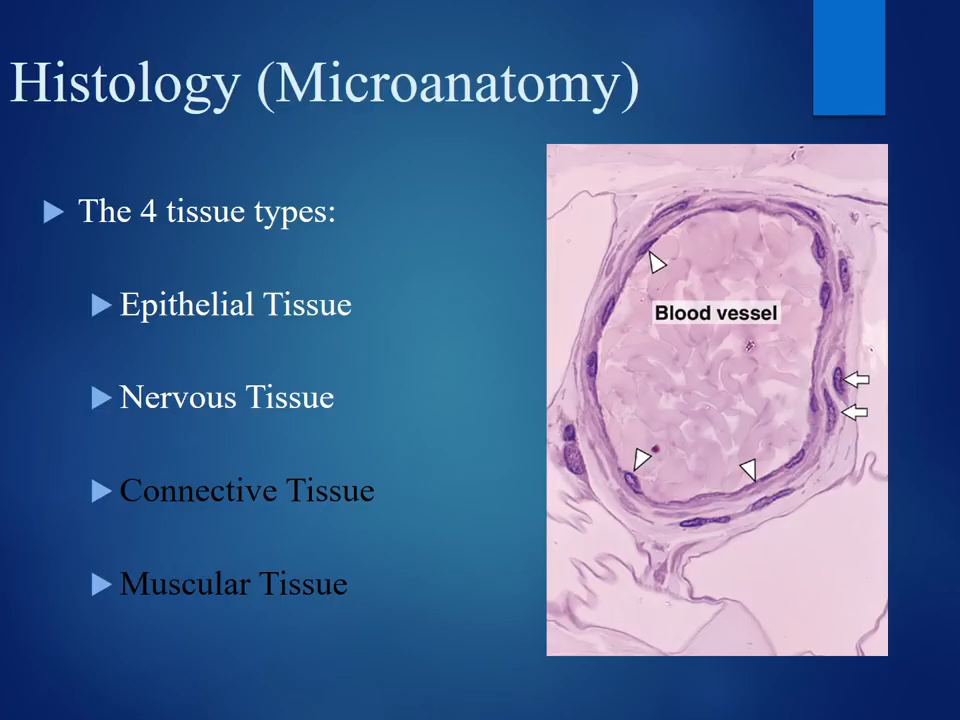 Histology (Microanatomy)
The 4 tissue types:
Epithelial Tissue
Nervous Tissue
Connective Tissue
Muscular Tissue
Blood vessel